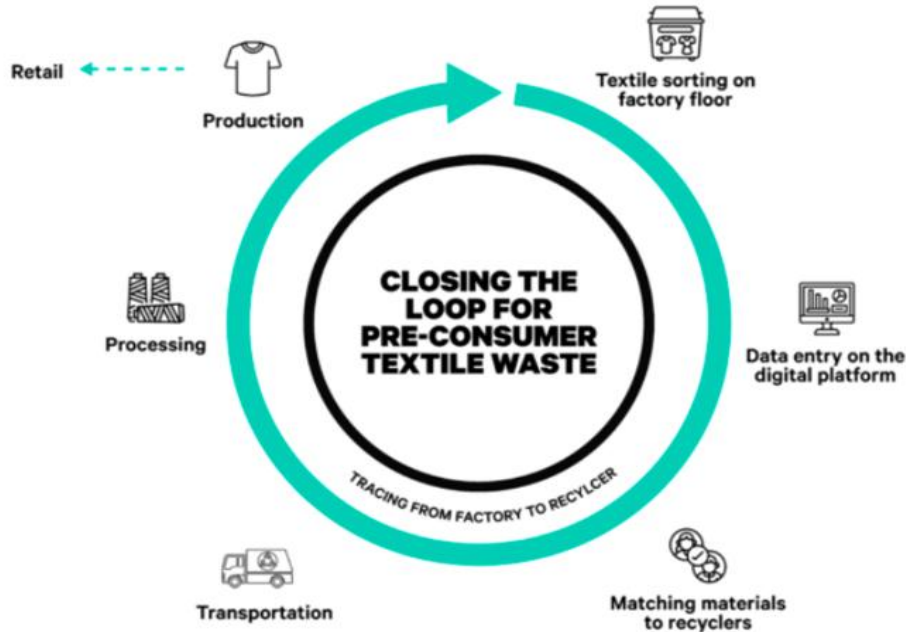 Retail
Production
Textile sorting on
factory floor
CLOSING THE
LOOP FOR
PRE-CONSUMER
TEXTILE WASTE
Processing
Data entry on the
digital platform
TRACING FROM FACTORY TO RECYLCER
Transportation
Matching materials
to recyclers